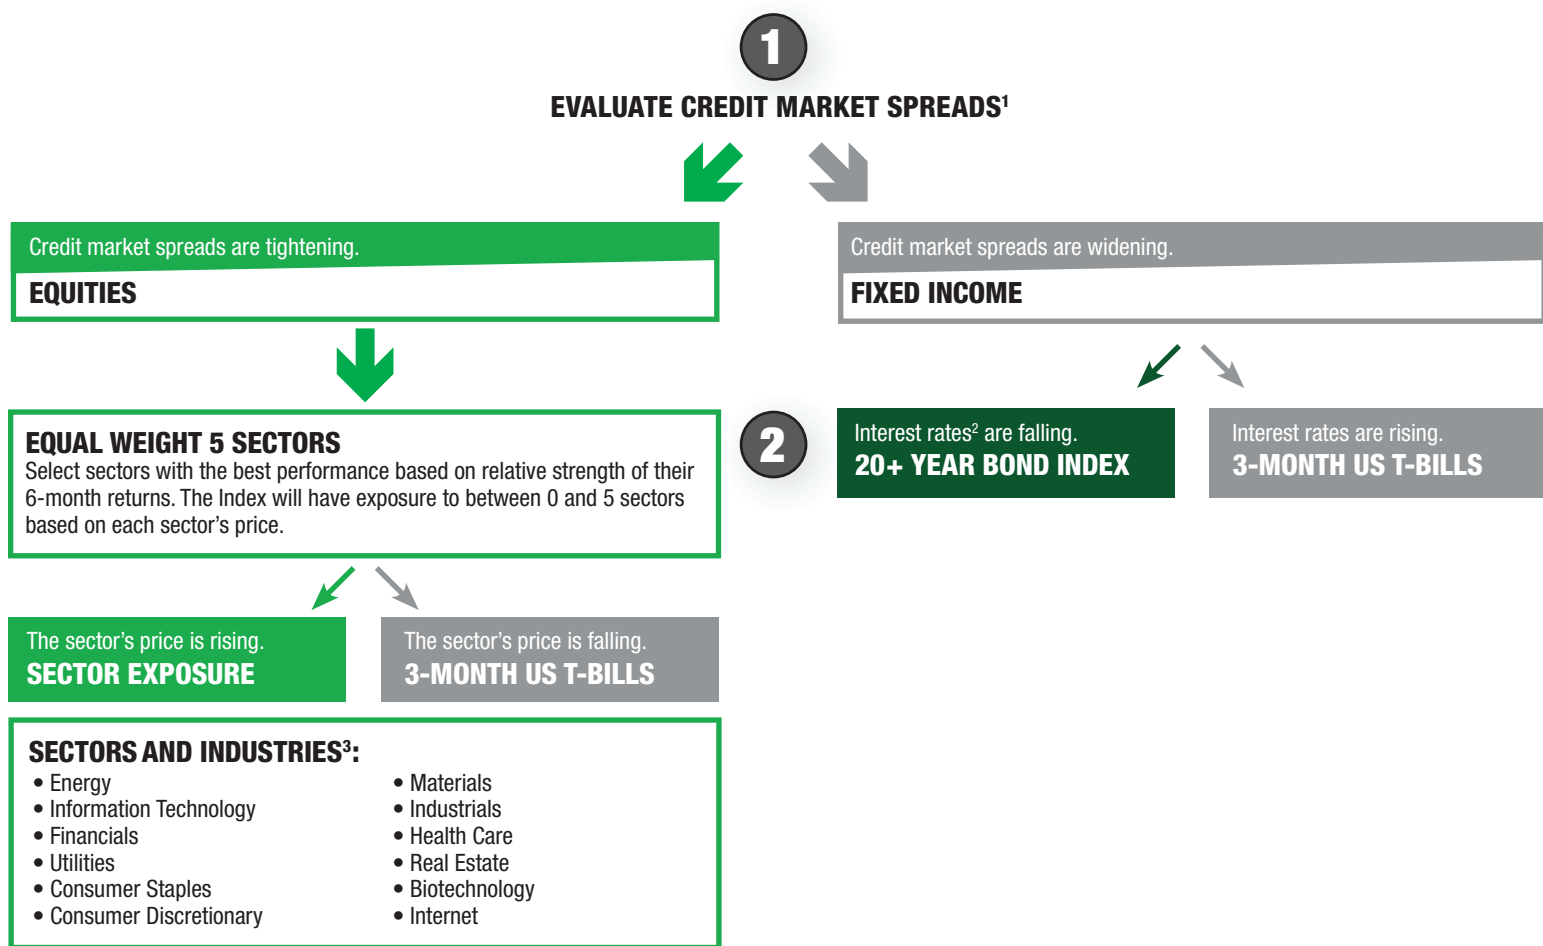 1
EVALUATE CREDIT MARKET SPREADS¹
Credit market spreads are tightening.
EQUITIES
Credit market spreads are widening.
FIXED INCOME
EQUAL WEIGHT 5 SECTORS
Select sectors with the best performance based on relative strength of their
6-month returns. The Index will have exposure to between 0 and 5 sectors
based on each sector’s price.
2
Interest rates² are falling.
20+ YEAR BOND INDEX
Interest rates are rising.
3-MONTH US T-BILLS
The sector’s price is rising.
SECTOR EXPOSURE
The sector’s price is falling.
3-MONTH US T-BILLS
SECTORS AND INDUSTRIES³:
• Energy
• Information Technology
• Financials
• Utilities
• Consumer Staples
• Consumer Discretionary
• Materials
• Industrials
• Health Care
• Real Estate
• Biotechnology
• Internet